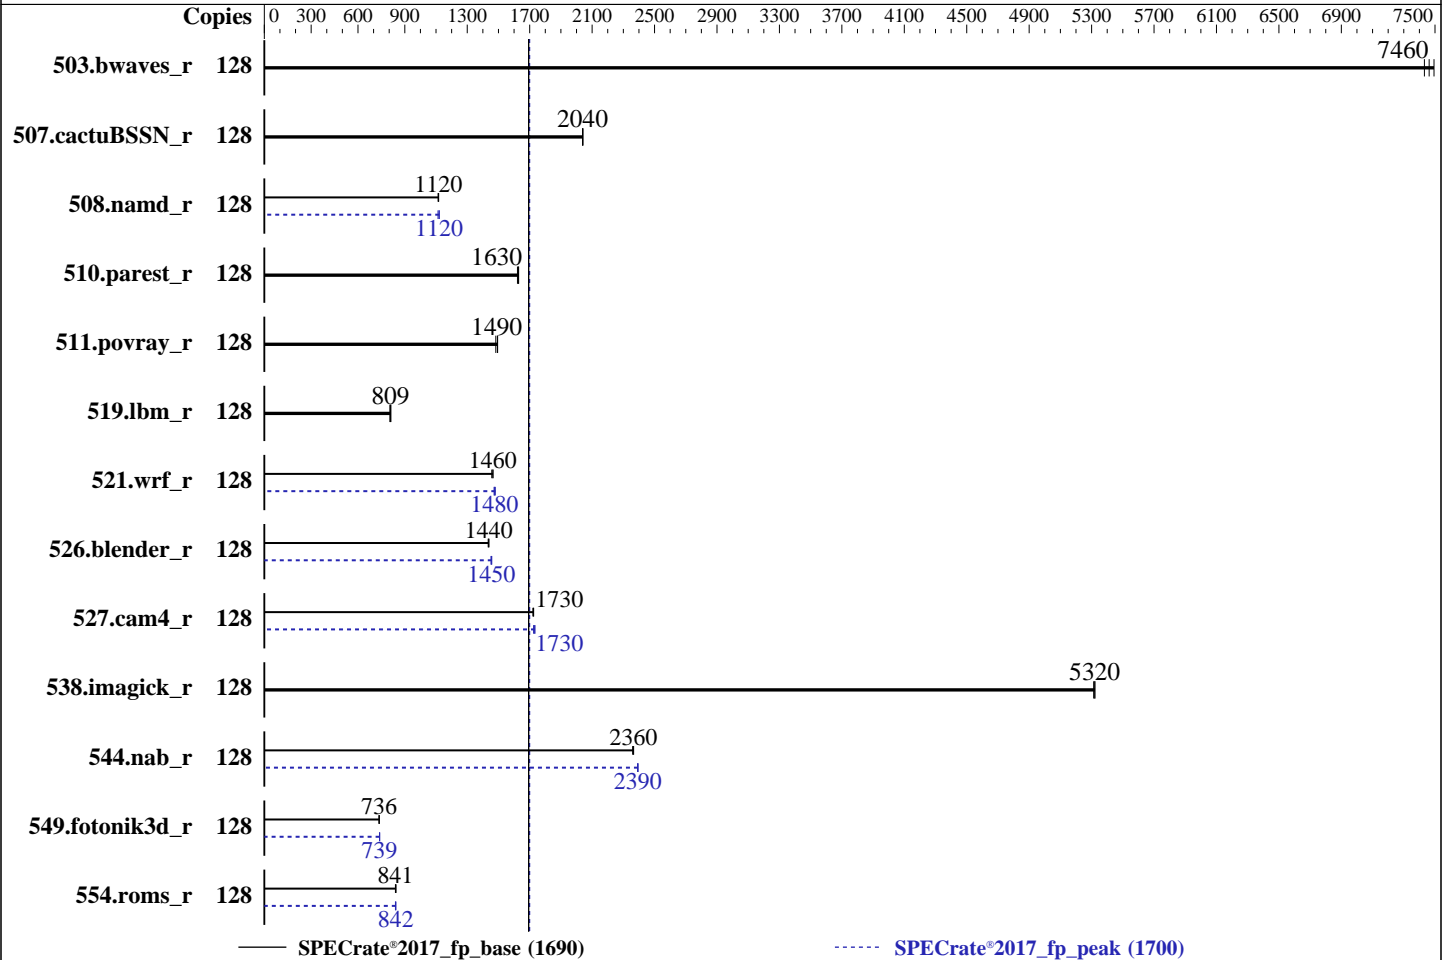 Copies 0 300 600 900 1300 1700 2100 2500 2900 3300 3700 4100 4500 4900 5300 5700 6100 6500 6900 7500
503.bwaves_r 128 7460
507.cactuBSSN_r 128 2040
508.namd_r 128 1120
1120
510.parest_r 128 1630
511.povray_r 128 1490
519.lbm_r 128 809
521.wrf_r 128 1460
1480
526.blender_r 128 1440
1450
527.cam4_r 128 1730
1730
538.imagick_r 128 5320
544.nab_r 128 2360
2390
549.fotonik3d_r 128 736
739
554.roms_r 128 841
842
SPECrate®2017_fp_base (1690) SPECrate®2017_fp_peak (1700)